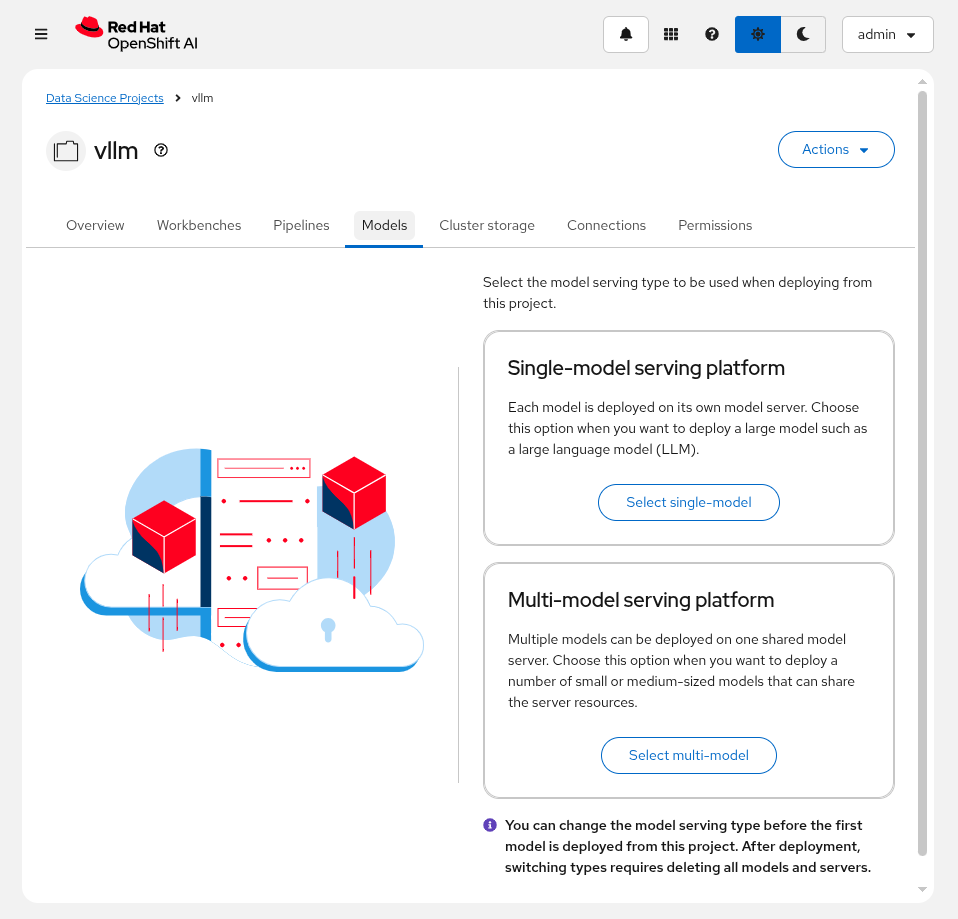 Red Hat
OpenShift AI
admin
Data Science Projects > vllm
vllm
Actions
Overview Workbenches Pipelines Models Cluster storage Connections Permissions
Select the model serving type to be used when deploying from
this project.
Single-model serving platform
Each model is deployed on its own model server. Choose
this option when you want to deploy a large model such as
a large language model (LLM).
Select single-model
Multi-model serving platform
Multiple models can be deployed on one shared model
server. Choose this option when you want to deploy a
number of small or medium-sized models that can share
the server resources.
Select multi-model
You can change the model serving type before the first
model is deployed from this project. After deployment,
switching types requires deleting all models and servers.